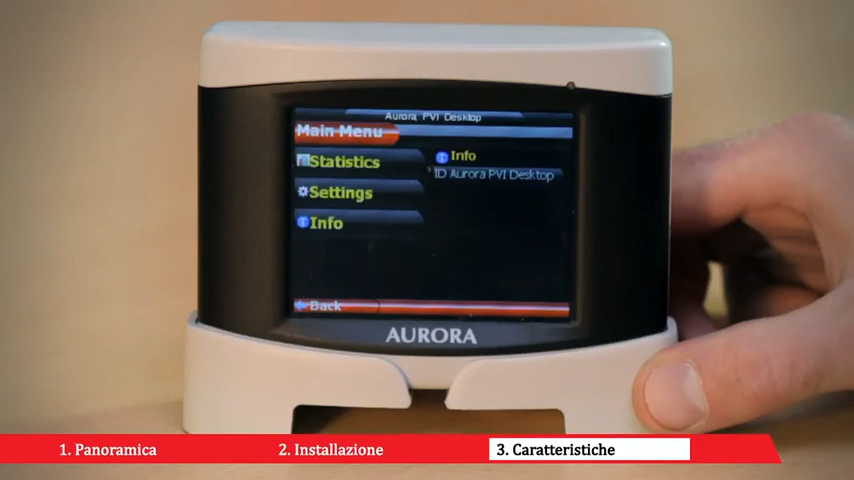 Aurora PVI Desktop
Main Menu
Statistics
Info
ID Aurora PVI Desktop
Settings
Info
Back
AURORA
1. Panoramica
2. Installazione
3. Caratteristiche